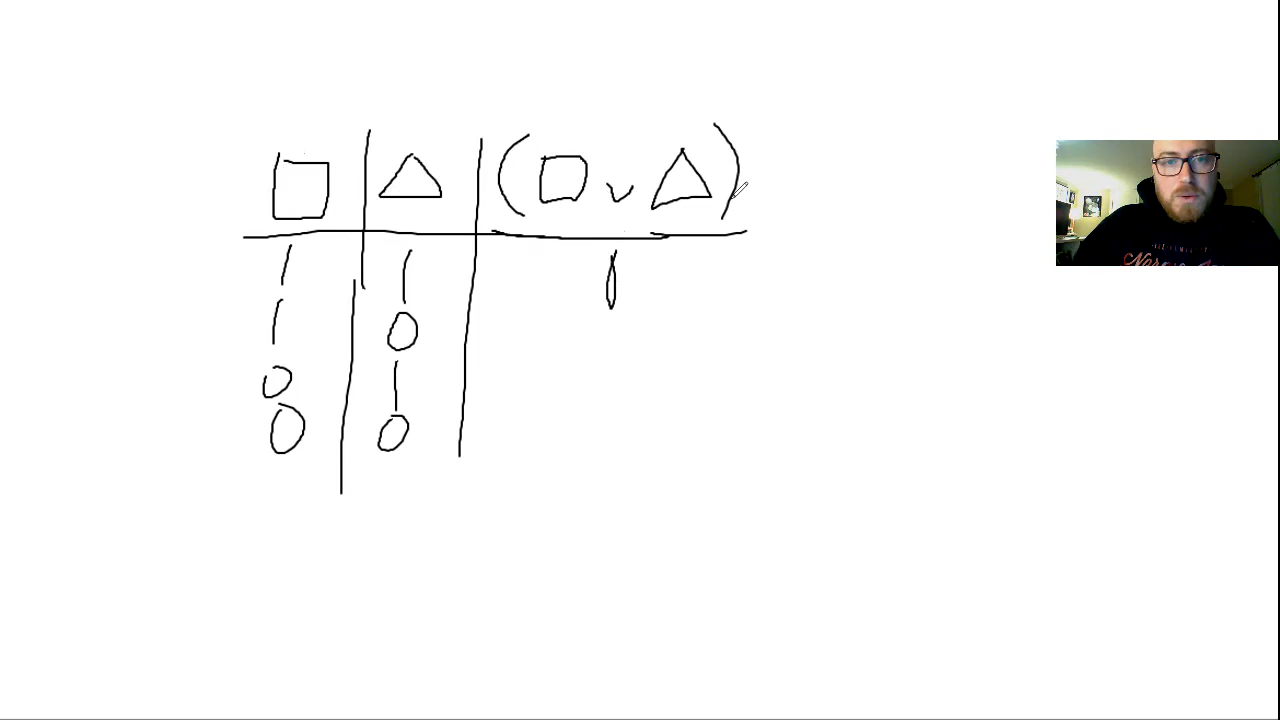 □ △ (□ ∨ △)
1 1 1
1 0
0 1
0 0